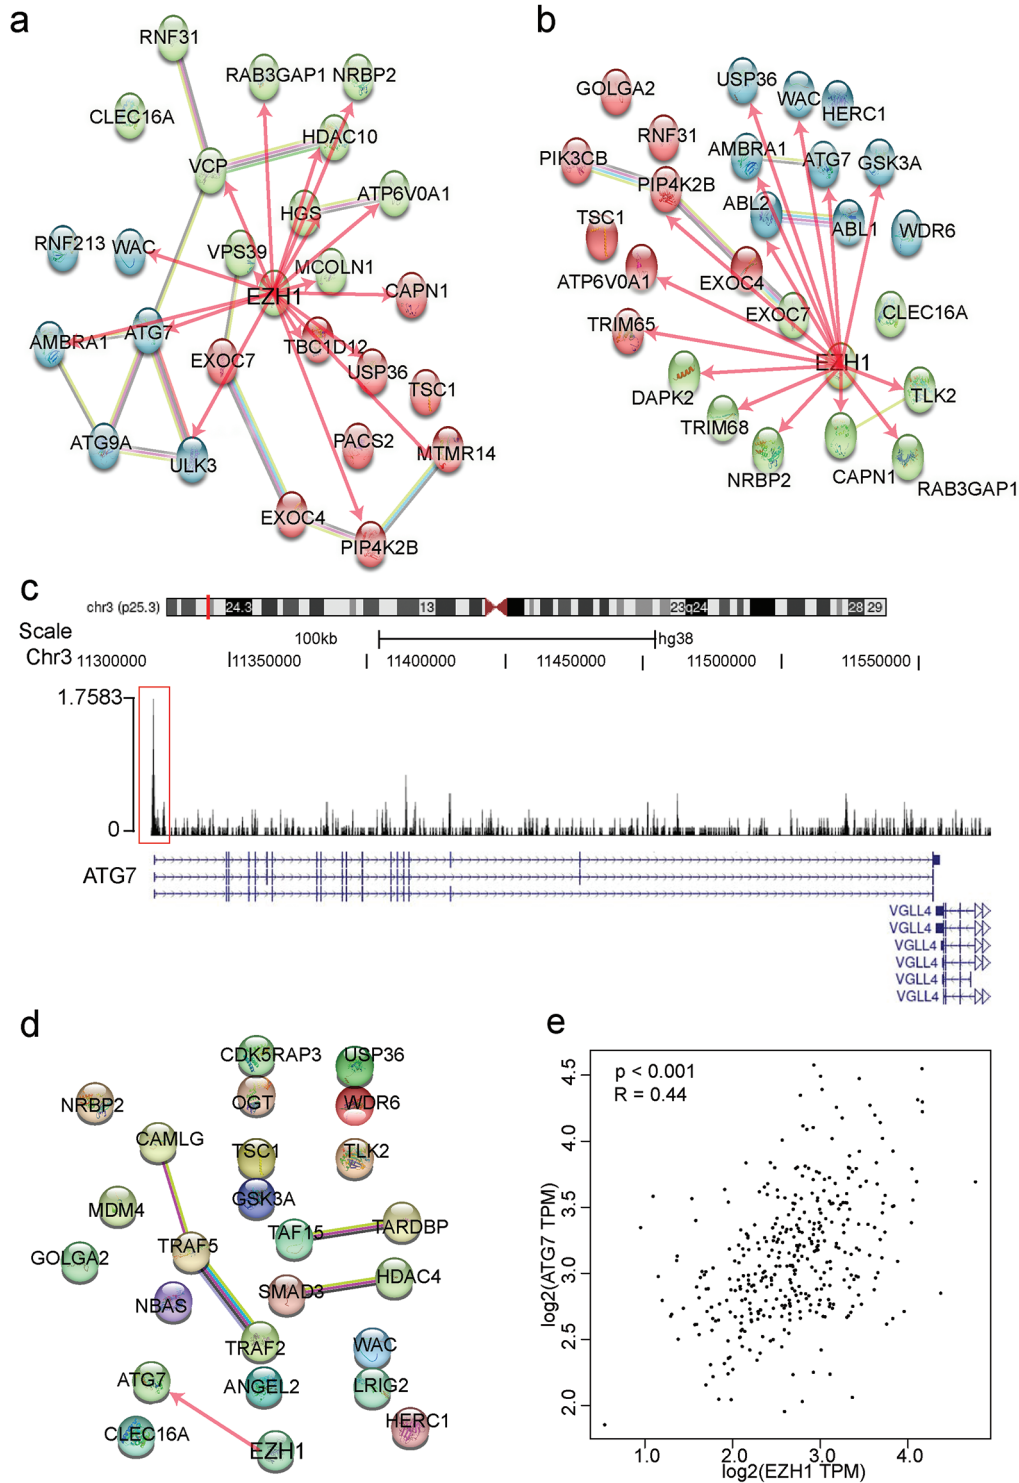 a
RNF31
RAB3GAP1
NRBP2
CLEC16A
HDAC10
VCP
ATP6V0A1
HGS
RNF213
WAC
VPS39
MCOLN1
EZH1
CAPN1
AMBRA1
ATG7
EXOC7
TBC1D12
USP36
TSC1
ATG9A
ULK3
PACS2
MTMR14
EXOC4
PIP4K2B
b
GOLGA2
USP36
WAC
HERC1
RNF31
PIK3CB
AMBRA1
ATG7
GSK3A
PIP4K2B
ABL2
TSC1
ABL1
WDR6
ATP6V0A1
EXOC4
EXOC7
CLEC16A
TRIM65
EZH1
DAPK2
TLK2
TRIM68
NRBP2
CAPN1
RAB3GAP1
c
chr3 (p25.3)
24.3
13
23
q24
28
29
Scale
100kb
hg38
Chr3
11300000
11350000
11400000
11450000
11500000
11550000
1.7583
0
ATG7
VGLL4
VGLL4
VGLL4
VGLL4
VGLL4
VGLL4
d
CDK5RAP3
USP36
NRBP2
OGT
WDR6
CAMLG
TSC1
TLK2
MDM4
GSK3A
TRAF5
TAF15
TARDBP
GOLGA2
NBAS
SMAD3
HDAC4
TRAF2
WAC
ATG7
ANGEL2
LRIG2
CLEC16A
HERC1
EZH1
e
p < 0.001
R = 0.44
log2(ATG7 TPM)
4.5
4.0
3.5
3.0
2.5
2.0
1.0
2.0
3.0
4.0
log2(EZH1 TPM)